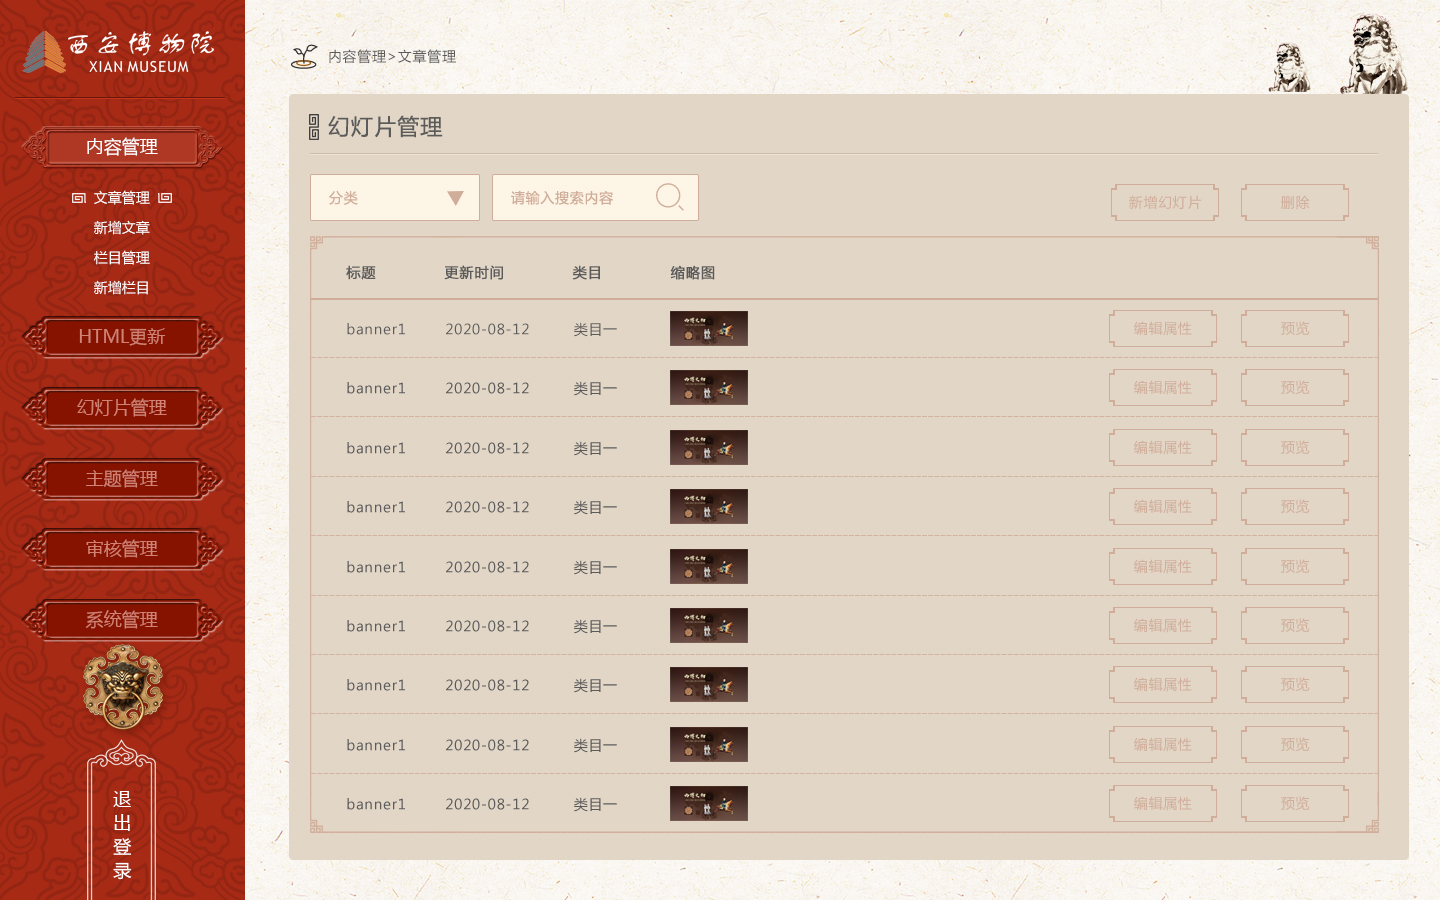 西安博物院
XIAN MUSEUM
内容管理
文章管理
新增文章
栏目管理
新增栏目
HTML更新
幻灯片管理
主题管理
审核管理
系统管理
退出登录
内容管理>文章管理
幻灯片管理
分类
请输入搜索内容
新增幻灯片
删除
标题 更新时间 类目 缩略图
banner1 2020-08-12 类目一 编辑属性 预览
banner1 2020-08-12 类目一 编辑属性 预览
banner1 2020-08-12 类目一 编辑属性 预览
banner1 2020-08-12 类目一 编辑属性 预览
banner1 2020-08-12 类目一 编辑属性 预览
banner1 2020-08-12 类目一 编辑属性 预览
banner1 2020-08-12 类目一 编辑属性 预览
banner1 2020-08-12 类目一 编辑属性 预览
banner1 2020-08-12 类目一 编辑属性 预览